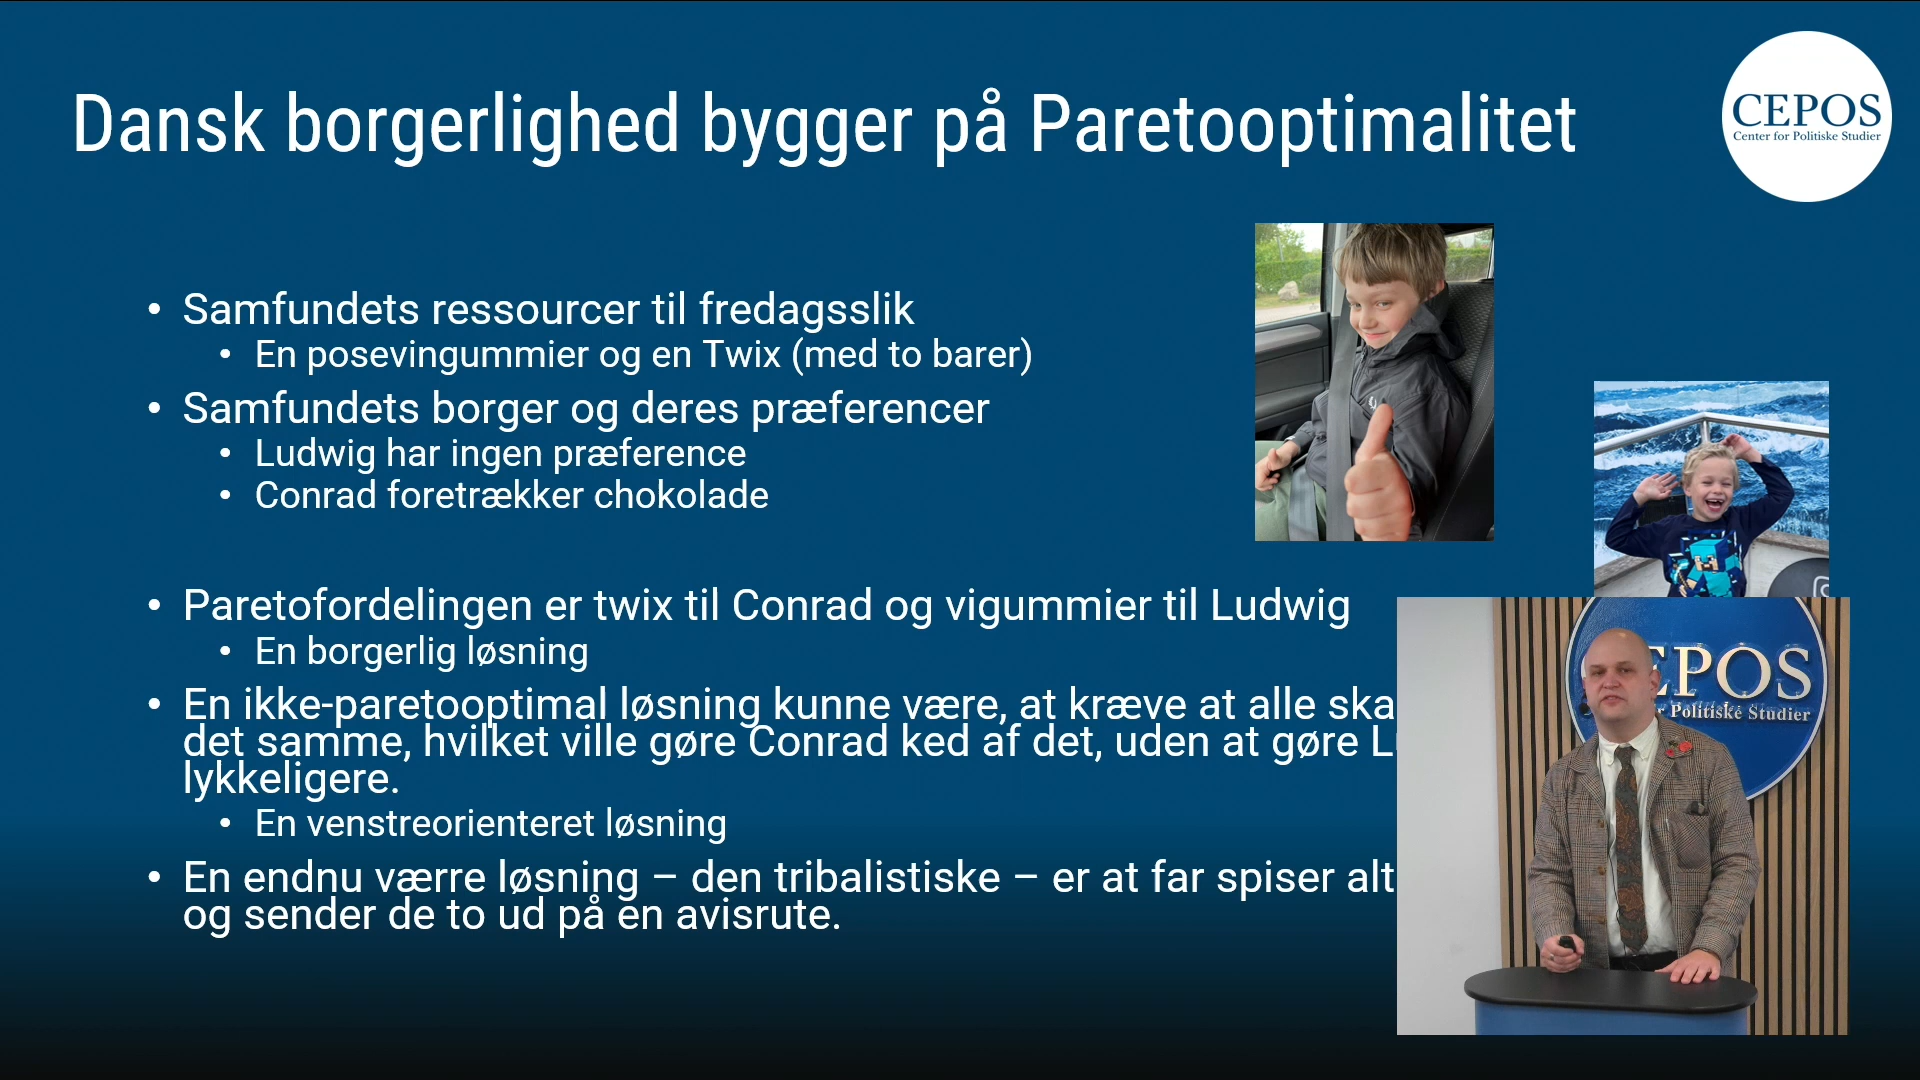 Dansk borgerlighed bygger på Paretooptimalitet
CEPOS
Center for Politiske Studier
• Samfundets ressourcer til fredagsslik
• En posevingummier og en Twix (med to barer)
• Samfundets borger og deres præferencer
• Ludwig har ingen præference
• Conrad foretrækker chokolade
• Paretofordelingen er twix til Conrad og vigummier til Ludwig
• En borgerlig løsning
• En ikke-paretooptimal løsning kunne være, at kræve at alle
det samme, hvilket ville gøre Conrad ked af det, uden at gøre
lykkeligere.
• En venstreorienteret løsning
• En endnu værre løsning – den tribalistiske – er at far spiser alt
og sender de to ud på en avisrute.
EPOS
r Politiske Studier